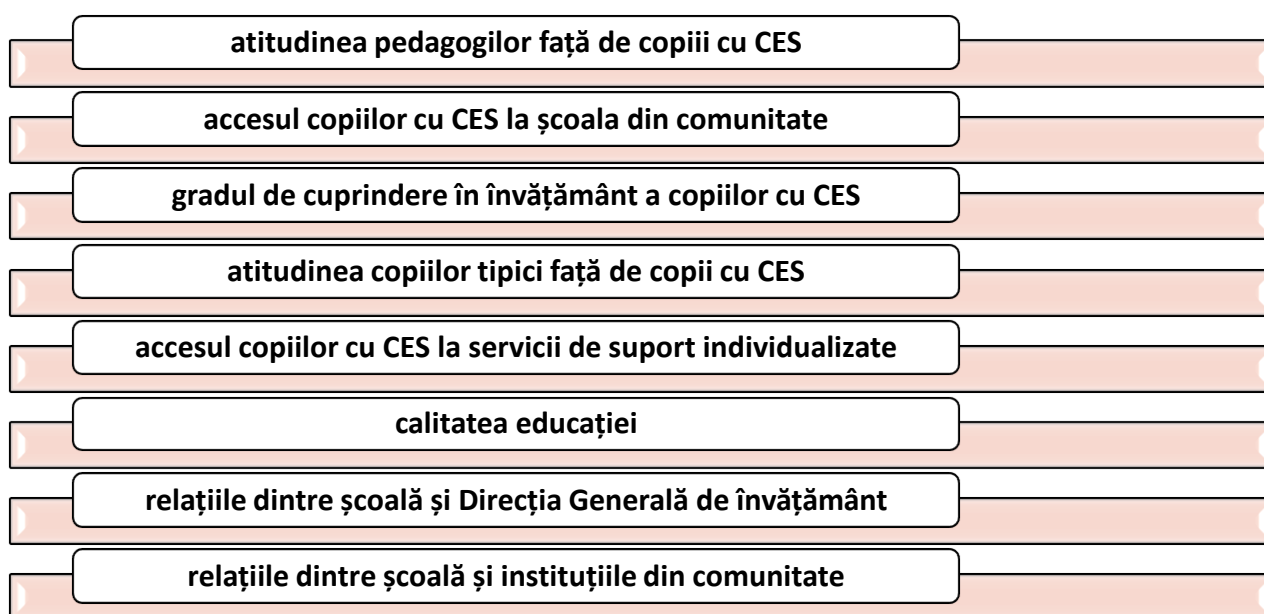 atitudinea pedagogilor față de copiii cu CES
accesul copiilor cu CES la școala din comunitate
gradul de cuprindere în învățământ a copiilor cu CES
atitudinea copiilor tipici față de copii cu CES
accesul copiilor cu CES la servicii de suport individualizate
calitatea educației
relațiile dintre școală și Direcția Generală de învățământ
relațiile dintre școală și instituțiile din comunitate